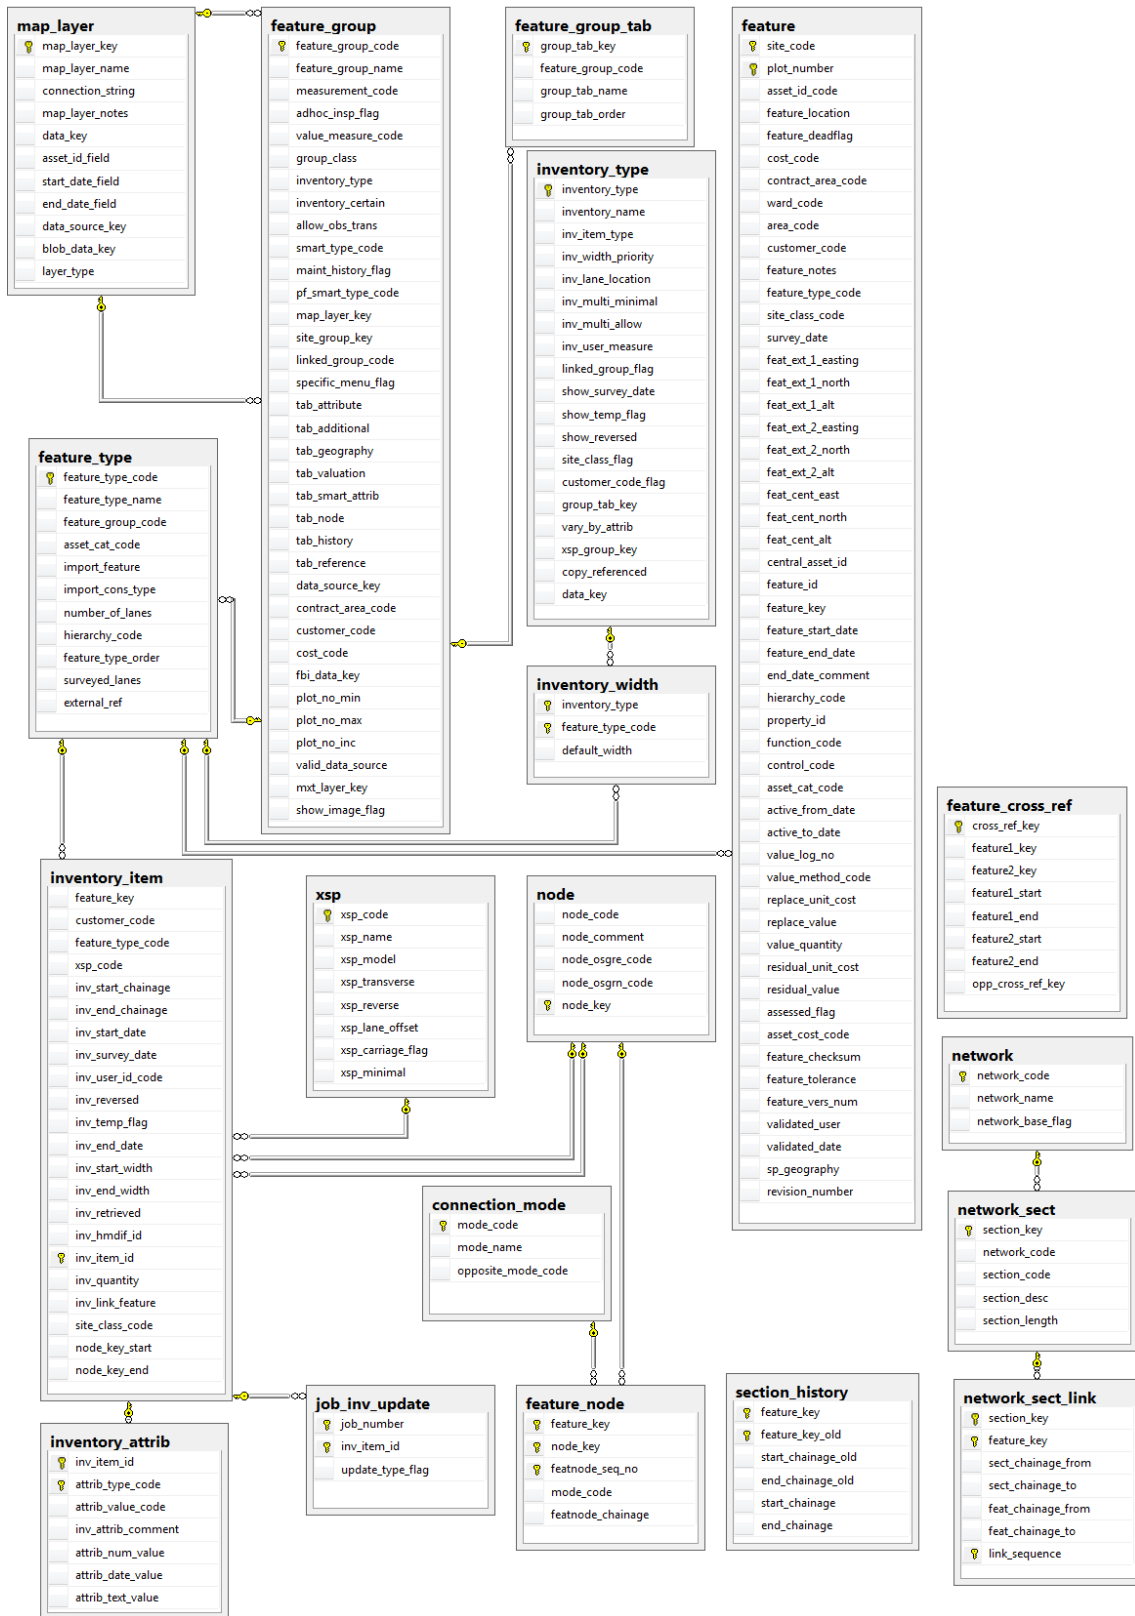 map_layer
map_layer_key
map_layer_name
connection_string
map_layer_notes
data_key
asset_id_field
start_date_field
end_date_field
data_source_key
blob_data_key
layer_type
feature_group
feature_group_code
feature_group_name
measurement_code
adhoc_insp_flag
value_measure_code
group_class
inventory_type
inventory_certain
allow_obs_trans
smart_type_code
maint_history_flag
pf_smart_type_code
map_layer_key
site_group_key
linked_group_code
specific_menu_flag
tab_attribute
tab_additional
tab_geography
tab_valuation
tab_smart_attrib
tab_node
tab_history
tab_reference
data_source_key
contract_area_code
customer_code
cost_code
fbi_data_key
plot_no_min
plot_no_max
plot_no_inc
valid_data_source
mxt_layer_key
show_image_flag
feature_group_tab
group_tab_key
feature_group_code
group_tab_name
group_tab_order
inventory_type
inventory_type
inventory_name
inv_item_type
inv_width_priority
inv_lane_location
inv_multi_minimal
inv_multi_allow
inv_user_measure
linked_group_flag
show_survey_date
show_temp_flag
show_reversed
site_class_flag
customer_code_flag
group_tab_key
vary_by_attrib
xsp_group_key
copy_referenced
data_key
feature
site_code
plot_number
asset_id_code
feature_location
feature_deadflag
cost_code
contract_area_code
ward_code
area_code
customer_code
feature_notes
feature_type_code
site_class_code
survey_date
feat_ext_1_easting
feat_ext_1_north
feat_ext_1_alt
feat_ext_2_easting
feat_ext_2_north
feat_ext_2_alt
feat_cent_east
feat_cent_north
feat_cent_alt
central_asset_id
feature_id
feature_key
feature_start_date
feature_end_date
end_date_comment
hierarchy_code
property_id
function_code
control_code
asset_cat_code
active_from_date
active_to_date
value_log_no
value_method_code
replace_unit_cost
replace_value
value_quantity
residual_unit_cost
residual_value
assessed_flag
asset_cost_code
feature_checksum
feature_tolerance
feature_vers_num
validated_user
validated_date
sp_geography
revision_number
feature_type
feature_type_code
feature_type_name
feature_group_code
asset_cat_code
import_feature
import_cons_type
number_of_lanes
hierarchy_code
feature_type_order
surveyed_lanes
external_ref
inventory_width
inventory_type
feature_type_code
default_width
feature_cross_ref
cross_ref_key
feature1_key
feature2_key
feature1_start
feature1_end
feature2_start
feature2_end
opp_cross_ref_key
inventory_item
feature_key
customer_code
feature_type_code
xsp_code
inv_start_chainage
inv_end_chainage
inv_start_date
inv_survey_date
inv_user_id_code
inv_reversed
inv_temp_flag
inv_end_date
inv_start_width
inv_end_width
inv_retrieved
inv_hmdif_id
inv_item_id
inv_quantity
inv_link_feature
site_class_code
node_key_start
node_key_end
xsp
xsp_code
xsp_name
xsp_model
xsp_transverse
xsp_reverse
xsp_lane_offset
xsp_carriage_flag
xsp_minimal
node
node_code
node_comment
node_osgre_code
node_osgrn_code
node_key
network
network_code
network_name
network_base_flag
connection_mode
mode_code
mode_name
opposite_mode_code
network_sect
section_key
network_code
section_code
section_desc
section_length
job_inv_update
job_number
inv_item_id
update_type_flag
feature_node
feature_key
node_key
featnode_seq_no
mode_code
featnode_chainage
section_history
feature_key
feature_key_old
start_chainage_old
end_chainage_old
start_chainage
end_chainage
network_sect_link
section_key
feature_key
sect_chainage_from
sect_chainage_to
feat_chainage_from
feat_chainage_to
link_sequence
inventory_attrib
inv_item_id
attrib_type_code
attrib_value_code
inv_attrib_comment
attrib_num_value
attrib_date_value
attrib_text_value